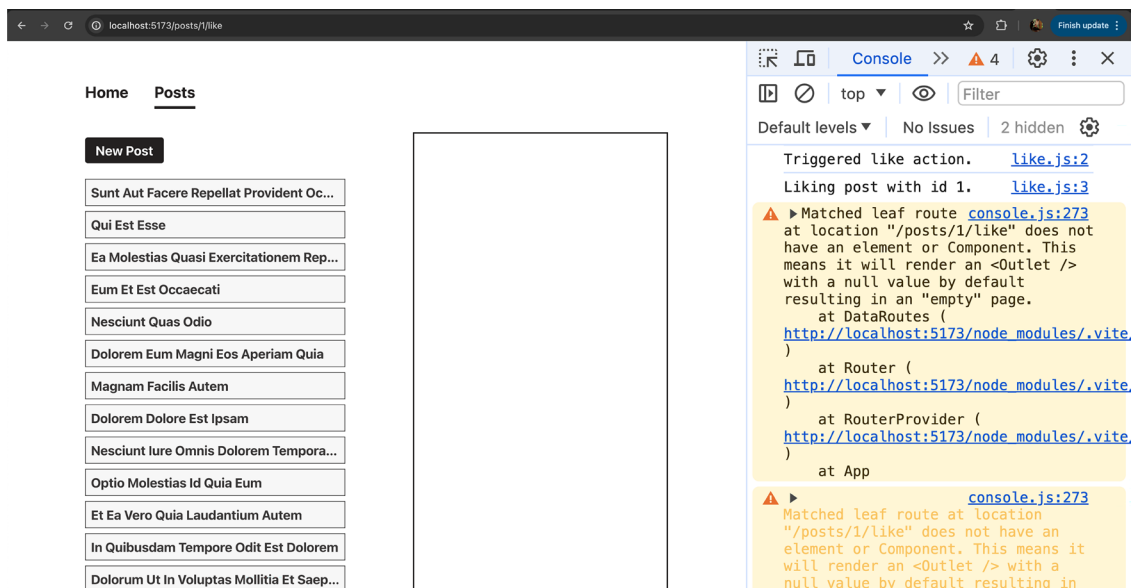 localhost:5173/posts/1/like
Finish update
Home Posts
New Post
Sunt Aut Facere Repellat Provident Oc...
Qui Est Esse
Ea Molestias Quasi Exercitationem Rep...
Eum Et Est Occaecati
Nesciunt Quas Odio
Dolorem Eum Magni Eos Aperiam Quia
Magnam Facilis Autem
Dolorem Dolore Est Ipsam
Nesciunt Iure Omnis Dolorem Tempora...
Optio Molestias Id Quia Eum
Et Ea Vero Quia Laudantium Autem
In Quibusdam Tempore Odit Est Dolorem
Dolorum Ut In Voluptas Mollitia Et Saep...
Console 4
top Filter
Default levels No Issues 2 hidden
Triggered like action. like.js:2
Liking post with id 1. like.js:3
Matched leaf route console.js:273
at location "/posts/1/like" does not
have an element or Component. This
means it will render an <Outlet />
with a null value by default
resulting in an "empty" page.
at DataRoutes (
http://localhost:5173/node_modules/.vite/
)
at Router (
http://localhost:5173/node_modules/.vite/
)
at RouterProvider (
http://localhost:5173/node_modules/.vite/
)
at App
console.js:273
Matched leaf route at location
"/posts/1/like" does not have an
element or Component. This means it
will render an <Outlet /> with a
null value by default resulting in